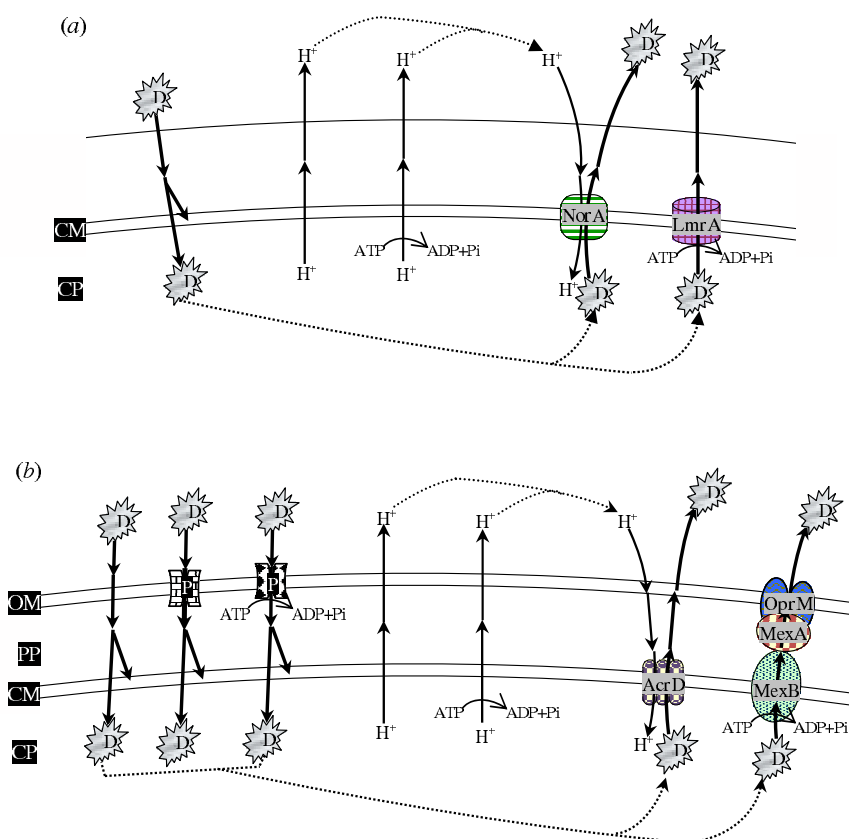 (a)
D
D
H⁺
H⁺
H⁺
D
D
NorA
LmrA
CM
ATP
ADP+Pi
ATP
ADP+Pi
CP
D
H⁺
H⁺
H⁺
D
D
(b)
D
D
D
H⁺
H⁺
H⁺
D
D
P
P
OM
ATP
ADP+Pi
OprM
MexA
PP
CM
AcrD
MexB
ATP
ADP+Pi
ATP
ADP+Pi
CP
D
D
D
H⁺
H⁺
H⁺
D
D